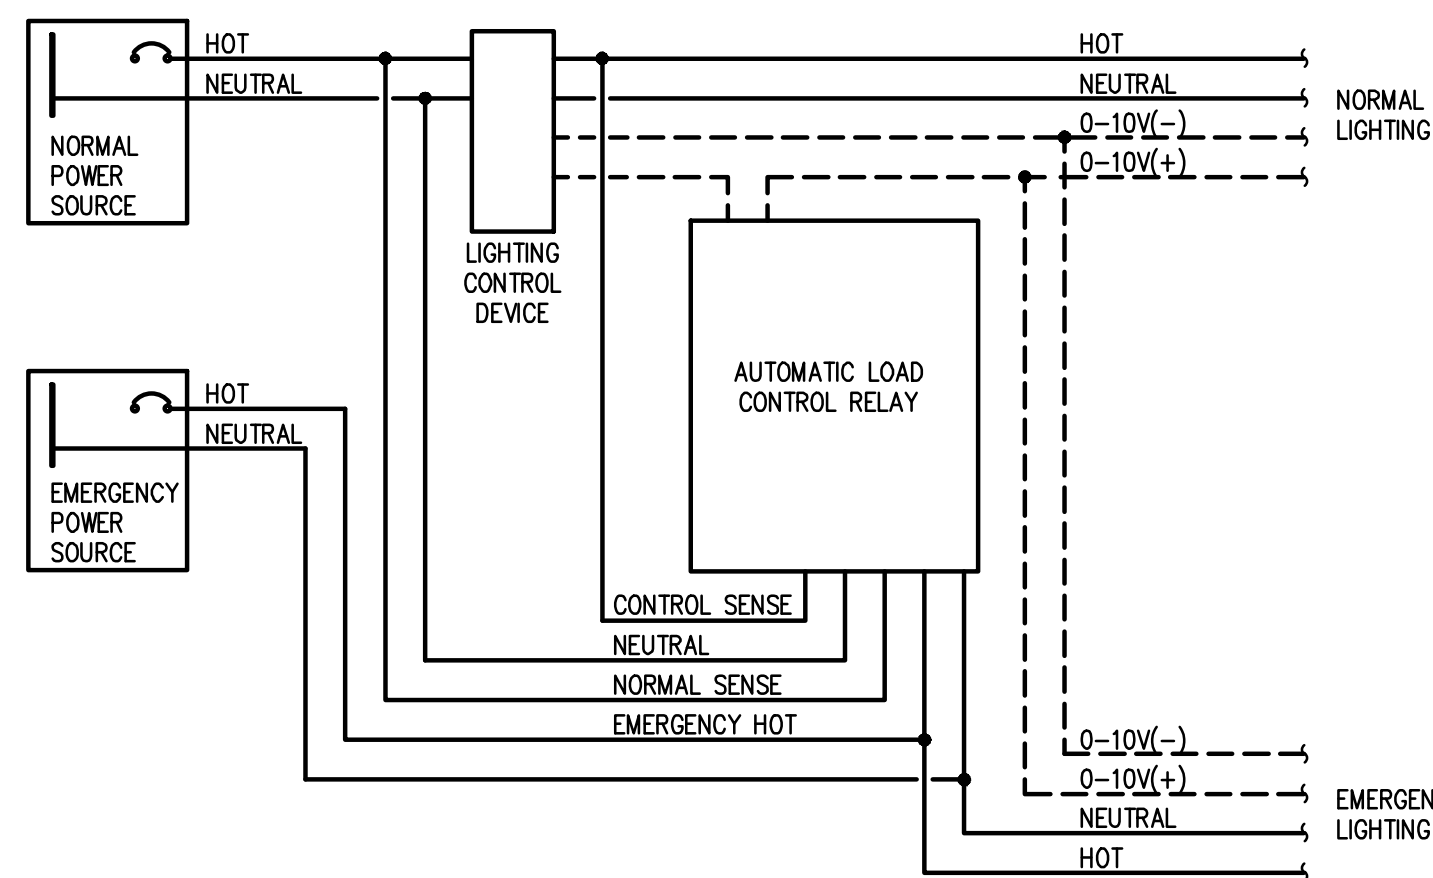 HOT
NEUTRAL
NORMAL
POWER
SOURCE
LIGHTING
CONTROL
DEVICE
HOT
NEUTRAL
0-10V(-)
0-10V(+)
NORMAL
LIGHTING
AUTOMATIC LOAD
CONTROL RELAY
HOT
NEUTRAL
EMERGENCY
POWER
SOURCE
CONTROL SENSE
NEUTRAL
NORMAL SENSE
EMERGENCY HOT
0-10V(-)
0-10V(+)
NEUTRAL
HOT
EMERGEN
LIGHTING